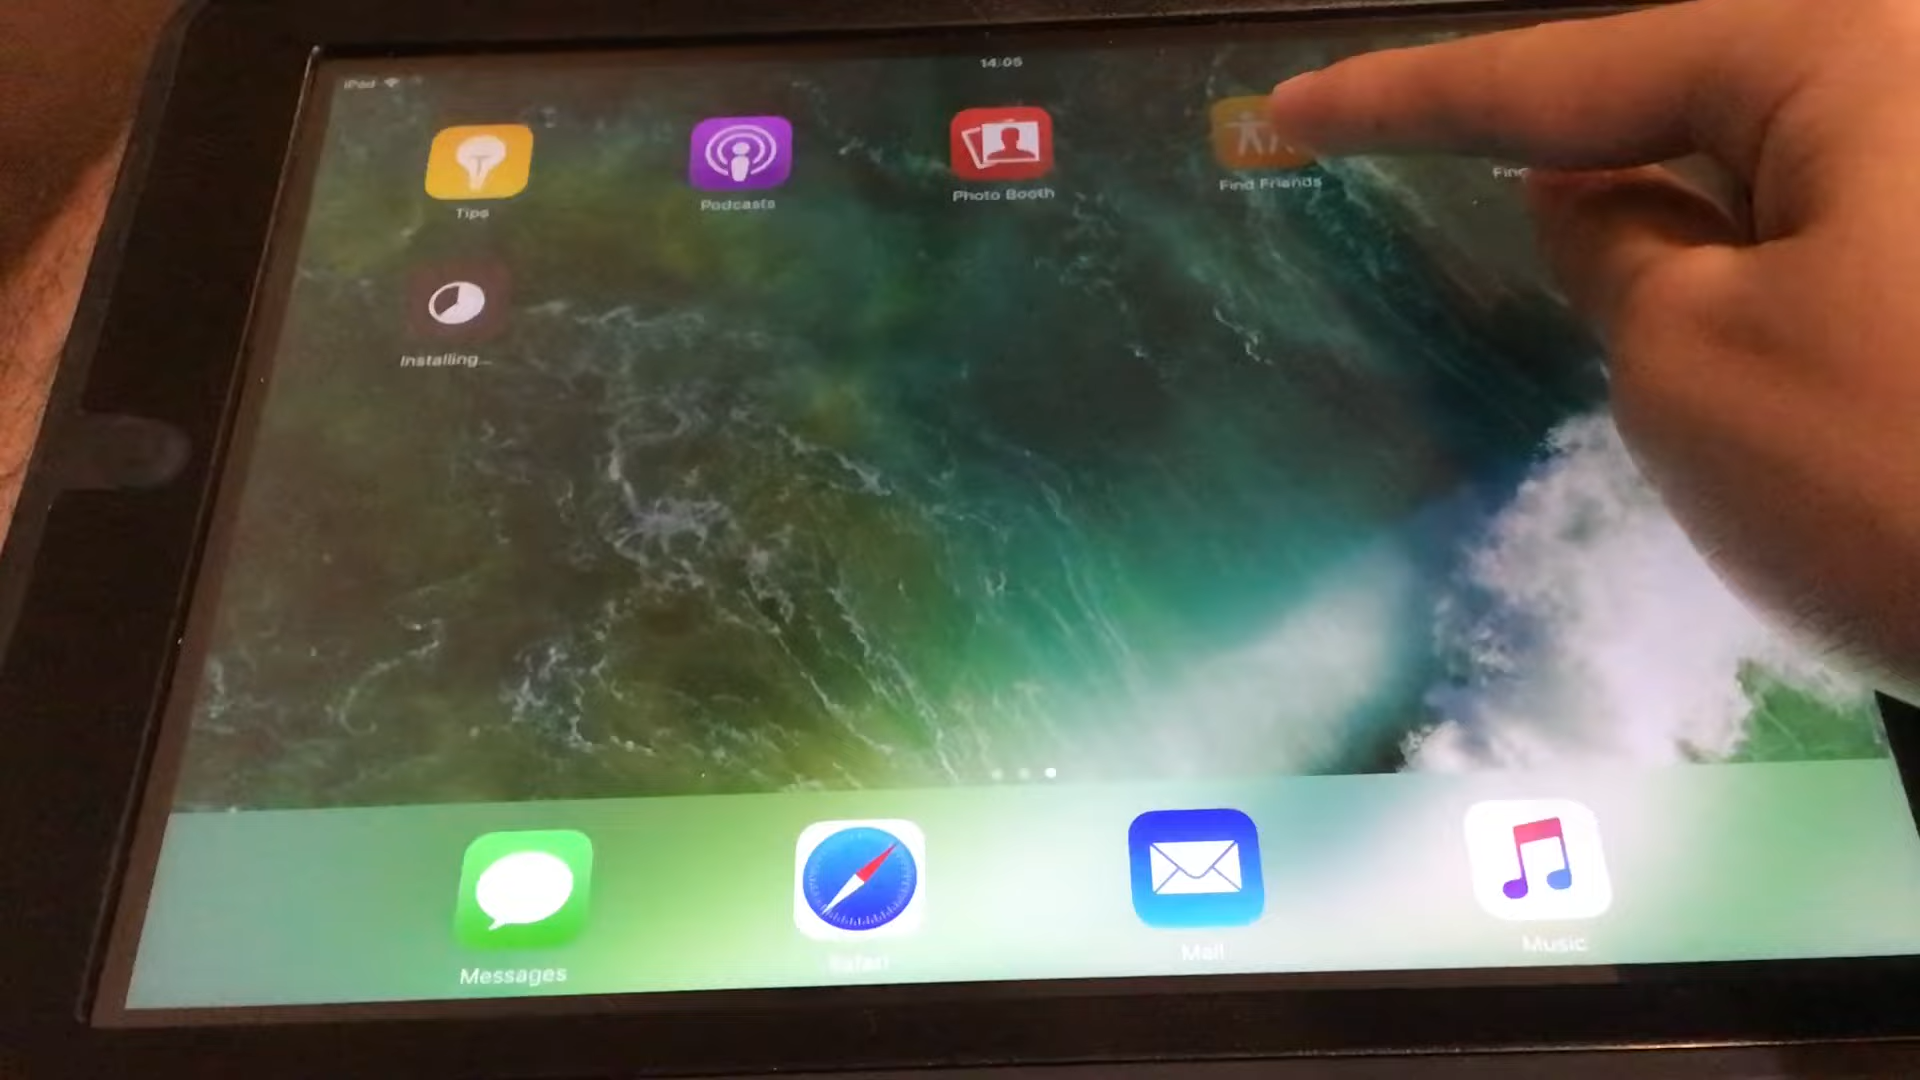 iPad
14:05
Tips
Podcasts
Photo Booth
Find Friends
Find
Installing...
Messages
Safari
Mail
Music